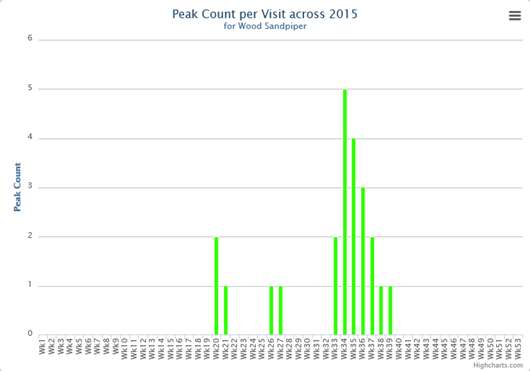 Peak Count per Visit across 2015
for Wood Sandpiper
6
5
4
3
2
1
0
Peak Count
Wk1
Wk2
Wk3
Wk4
Wk5
Wk6
Wk7
Wk8
Wk9
Wk10
Wk11
Wk12
Wk13
Wk14
Wk15
Wk16
Wk17
Wk18
Wk19
Wk20
Wk21
Wk22
Wk23
Wk24
Wk25
Wk26
Wk27
Wk28
Wk29
Wk30
Wk31
Wk32
Wk33
Wk34
Wk35
Wk36
Wk37
Wk38
Wk39
Wk40
Wk41
Wk42
Wk43
Wk44
Wk45
Wk46
Wk47
Wk48
Wk49
Wk50
Wk51
Wk52
Wk53
Highcharts.com